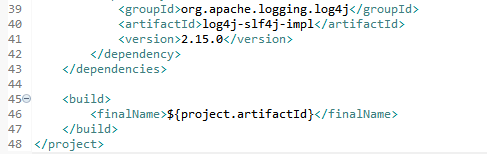 39 <groupId>org.apache.logging.log4j</groupId>
40 <artifactId>log4j-slf4j-impl</artifactId>
41 <version>2.15.0</version>
42 </dependency>
43 </dependencies>
44
45 <build>
46 <finalName>${project.artifactId}</finalName>
47 </build>
48 </project>